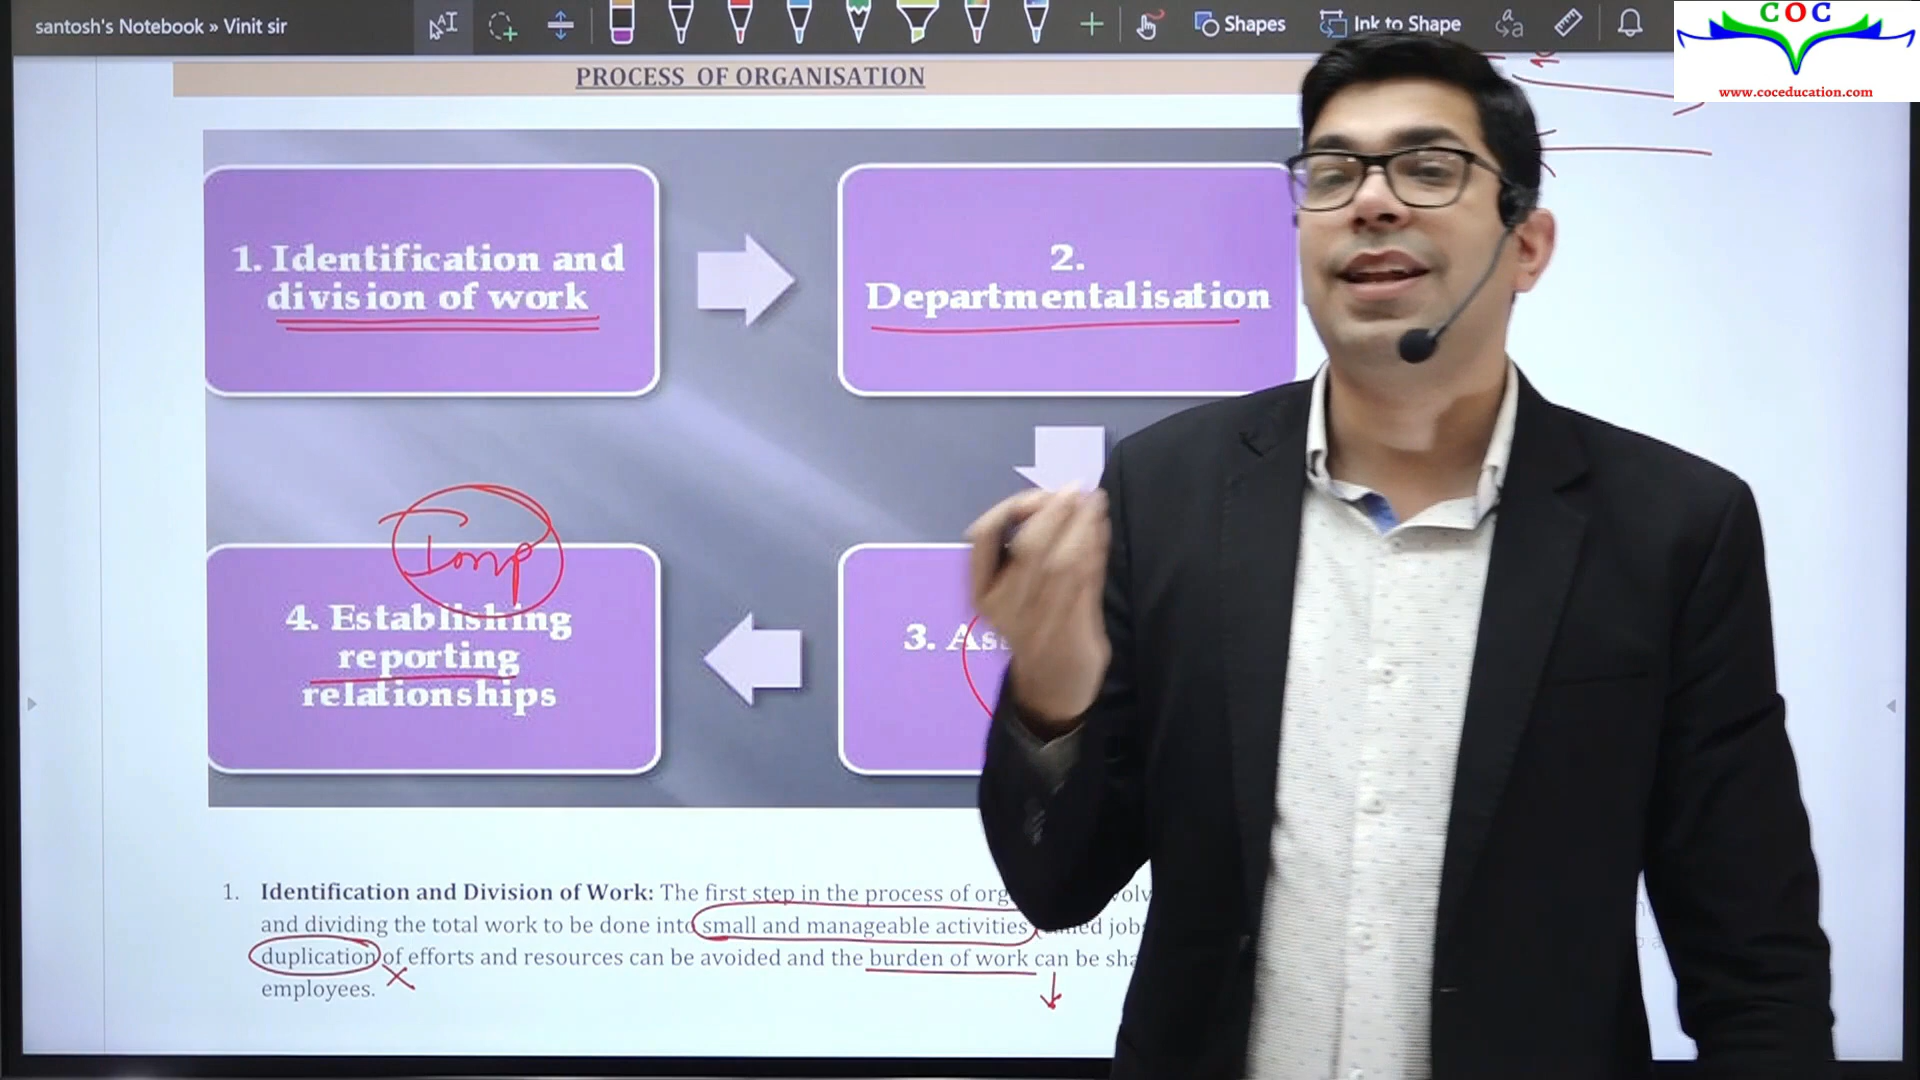 santosh's Notebook » Vinit sir
Shapes
Ink to Shape
COC
www.coceducation.com
PROCESS OF ORGANISATION
1. Identification and
division of work
2.
Departmentalisation
Imp
4. Establishing
reporting
relationships
3.
1. Identification and Division of Work: The first step in the process of
and dividing the total work to be done into small and manageable activities
duplication of efforts and resources can be avoided and the burden of work can be
employees.